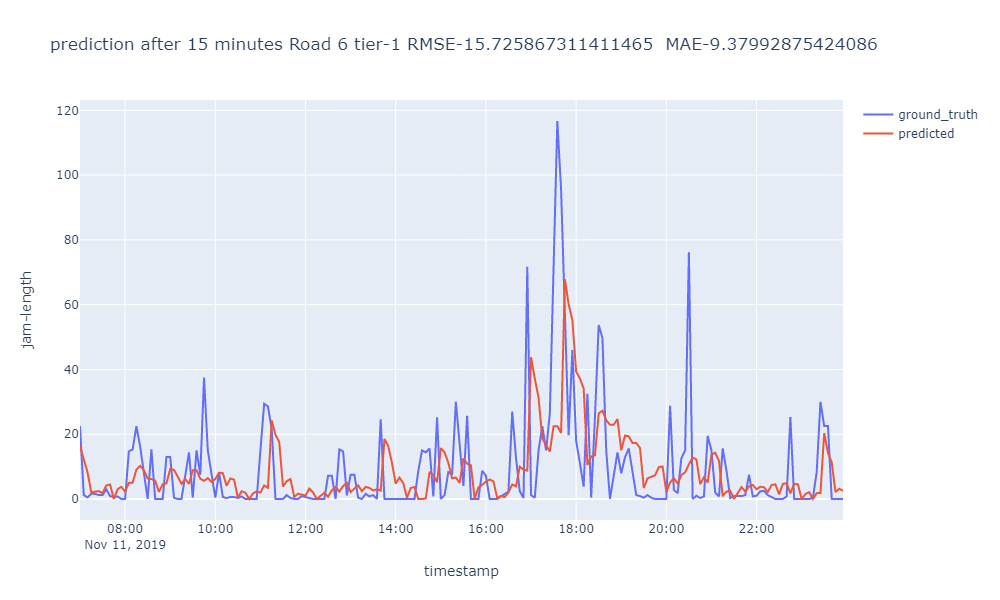 prediction after 15 minutes Road 6 tier-1 RMSE-15.725867311411465  MAE-9.37992875424086
ground_truth
predicted
120
100
80
60
40
20
0
jam-length
08:00 10:00 12:00 14:00 16:00 18:00 20:00 22:00
Nov 11, 2019
timestamp